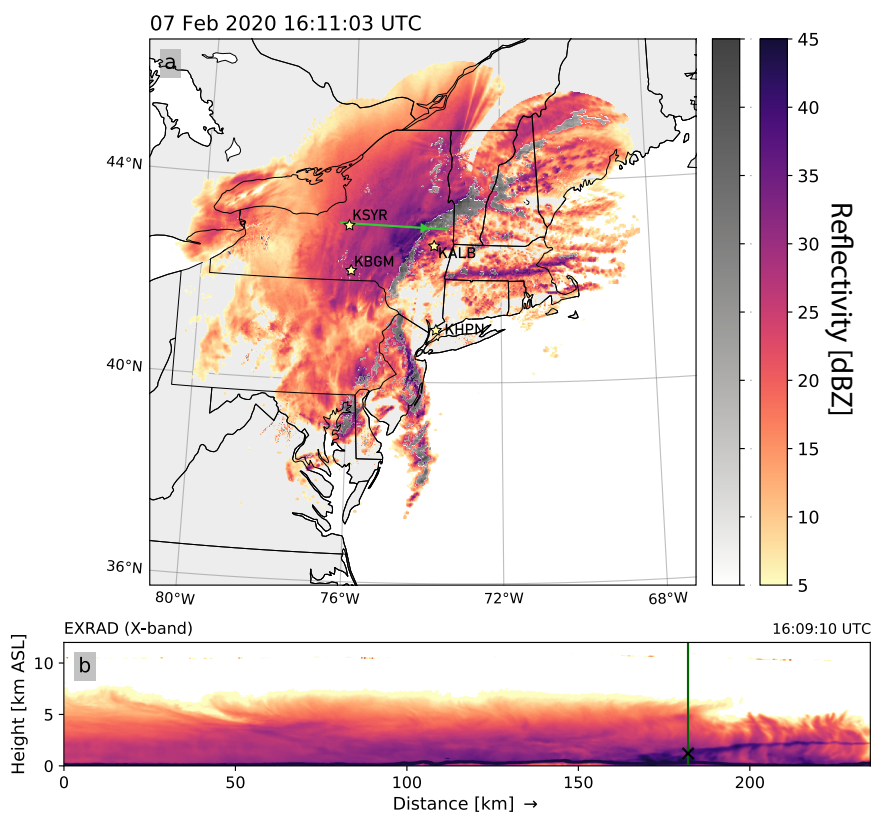 07 Feb 2020 16:11:03 UTC
a
44°N
40°N
36°N
80°W
76°W
72°W
68°W
KSYR
KBGM
KALB
KHPN
45
40
35
30
25
20
15
10
5
Reflectivity [dBZ]
EXRAD (X-band)
16:09:10 UTC
b
Height [km ASL]
10
5
0
0
50
100
150
200
Distance [km] →